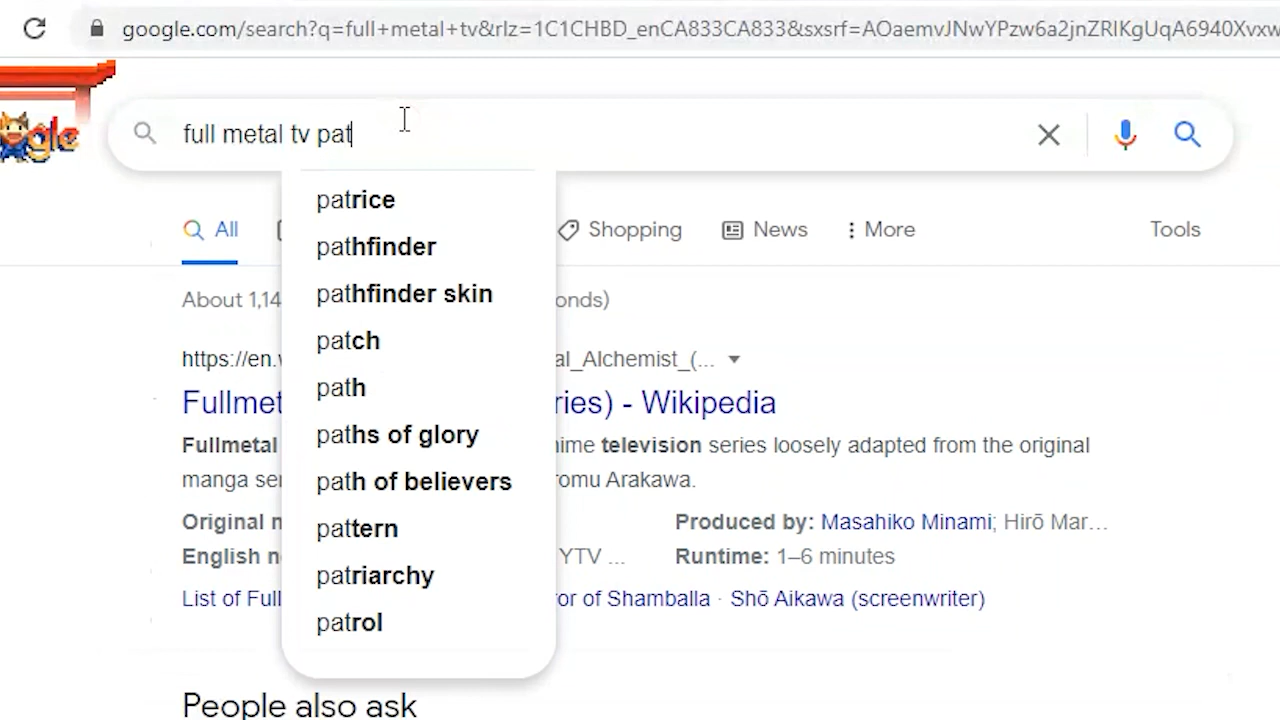 google.com/search?q=full+metal+tv&rlz=1C1CHBD_enCA833CA833&sxsrf=AOaemvJNwYPzw6a2jnZRIKgUqA6940Xvxw
gle
full metal tv pat
patrice
pathfinder
pathfinder skin
patch
path
paths of glory
path of believers
pattern
patriarchy
patrol
All Shopping News More Tools
About 1,14 onds)
https://en. al_Alchemist_(...
Fullmet ries) - Wikipedia
Fullmetal ime television series loosely adapted from the original
manga ser romu Arakawa.
Original n Produced by: Masahiko Minami; Hirō Mar…
English n YTV ... Runtime: 1–6 minutes
List of Full or of Shamballa · Shō Aikawa (screenwriter)
People also ask